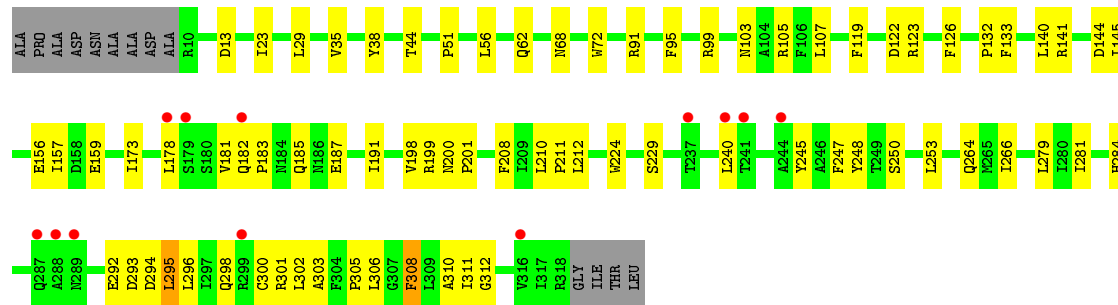 ALA PRO ALA ASP ASN ALA ALA ASP ALA R10 D13 I23 L29 V35 Y38 T44 P51 L56 Q62 N68 W72 R91 F95 R99 N103 A104 R105 F106 L107 F119 D122 R123 F126 P132 F133 L140 R141 D144
E156 I157 D158 E159 I173 L178 S179 S180 V181 Q182 P183 N184 Q185 N186 E187 I191 V198 R199 N200 P201 F208 I209 L210 P211 L212 W224 S229 T237 L240 T241 A244 Y245 A246 F247 Y248 T249 S250 L253 Q264 M265 I266 L279 I280 I281
Q287 A288 N289 E292 D293 D294 L295 L296 I297 Q298 R299 C300 R301 L302 A303 F304 P305 L306 G307 F308 L309 A310 I311 G312 V316 I317 R318 GLY ILE THR LEU